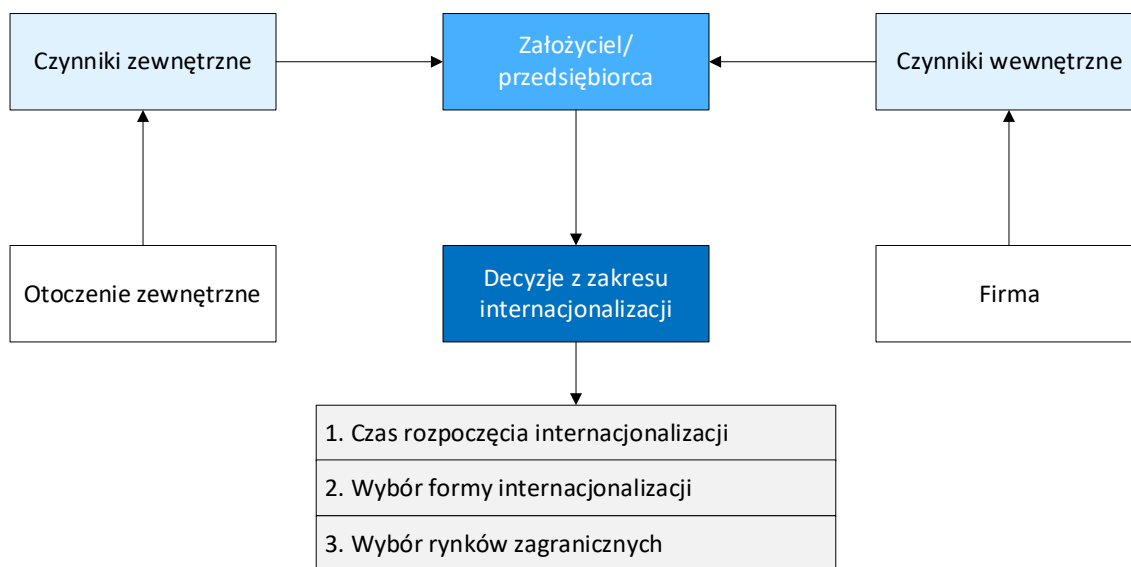 Czynniki zewnętrzne
Założyciel/
przedsiębiorca
Czynniki wewnętrzne
Otoczenie zewnętrzne
Decyzje z zakresu
internacjonalizacji
Firma
1. Czas rozpoczęcia internacjonalizacji
2. Wybór formy internacjonalizacji
3. Wybór rynków zagranicznych